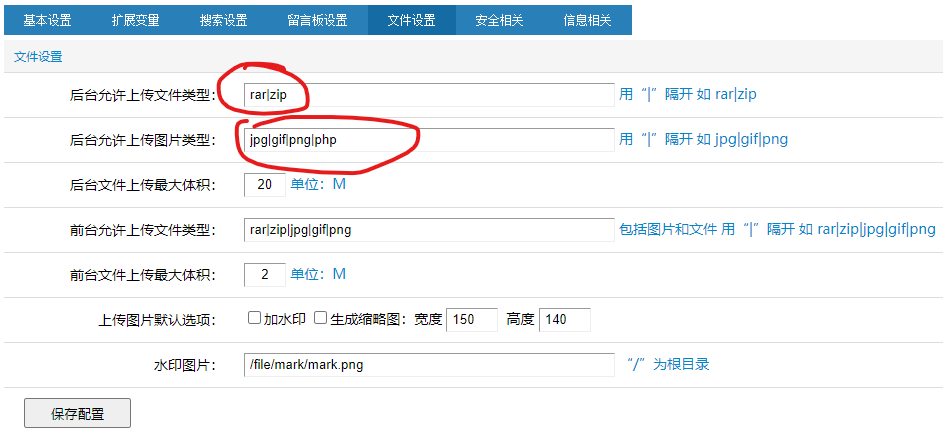 基本设置 扩展变量 搜索设置 留言板设置 文件设置 安全相关 信息相关
文件设置
后台允许上传文件类型： rar|zip 用“|”隔开 如 rar|zip
后台允许上传图片类型： jpg|gif|png|php 用“|”隔开 如 jpg|gif|png
后台文件上传最大体积： 20 单位：M
前台允许上传文件类型： rar|zip|jpg|gif|png 包括图片和文件 用“|”隔开 如 rar|zip|jpg|gif|png
前台文件上传最大体积： 2 单位：M
上传图片默认选项： 加水印 生成缩略图：宽度 150 高度 140
水印图片： /file/mark/mark.png “/”为根目录
保存配置